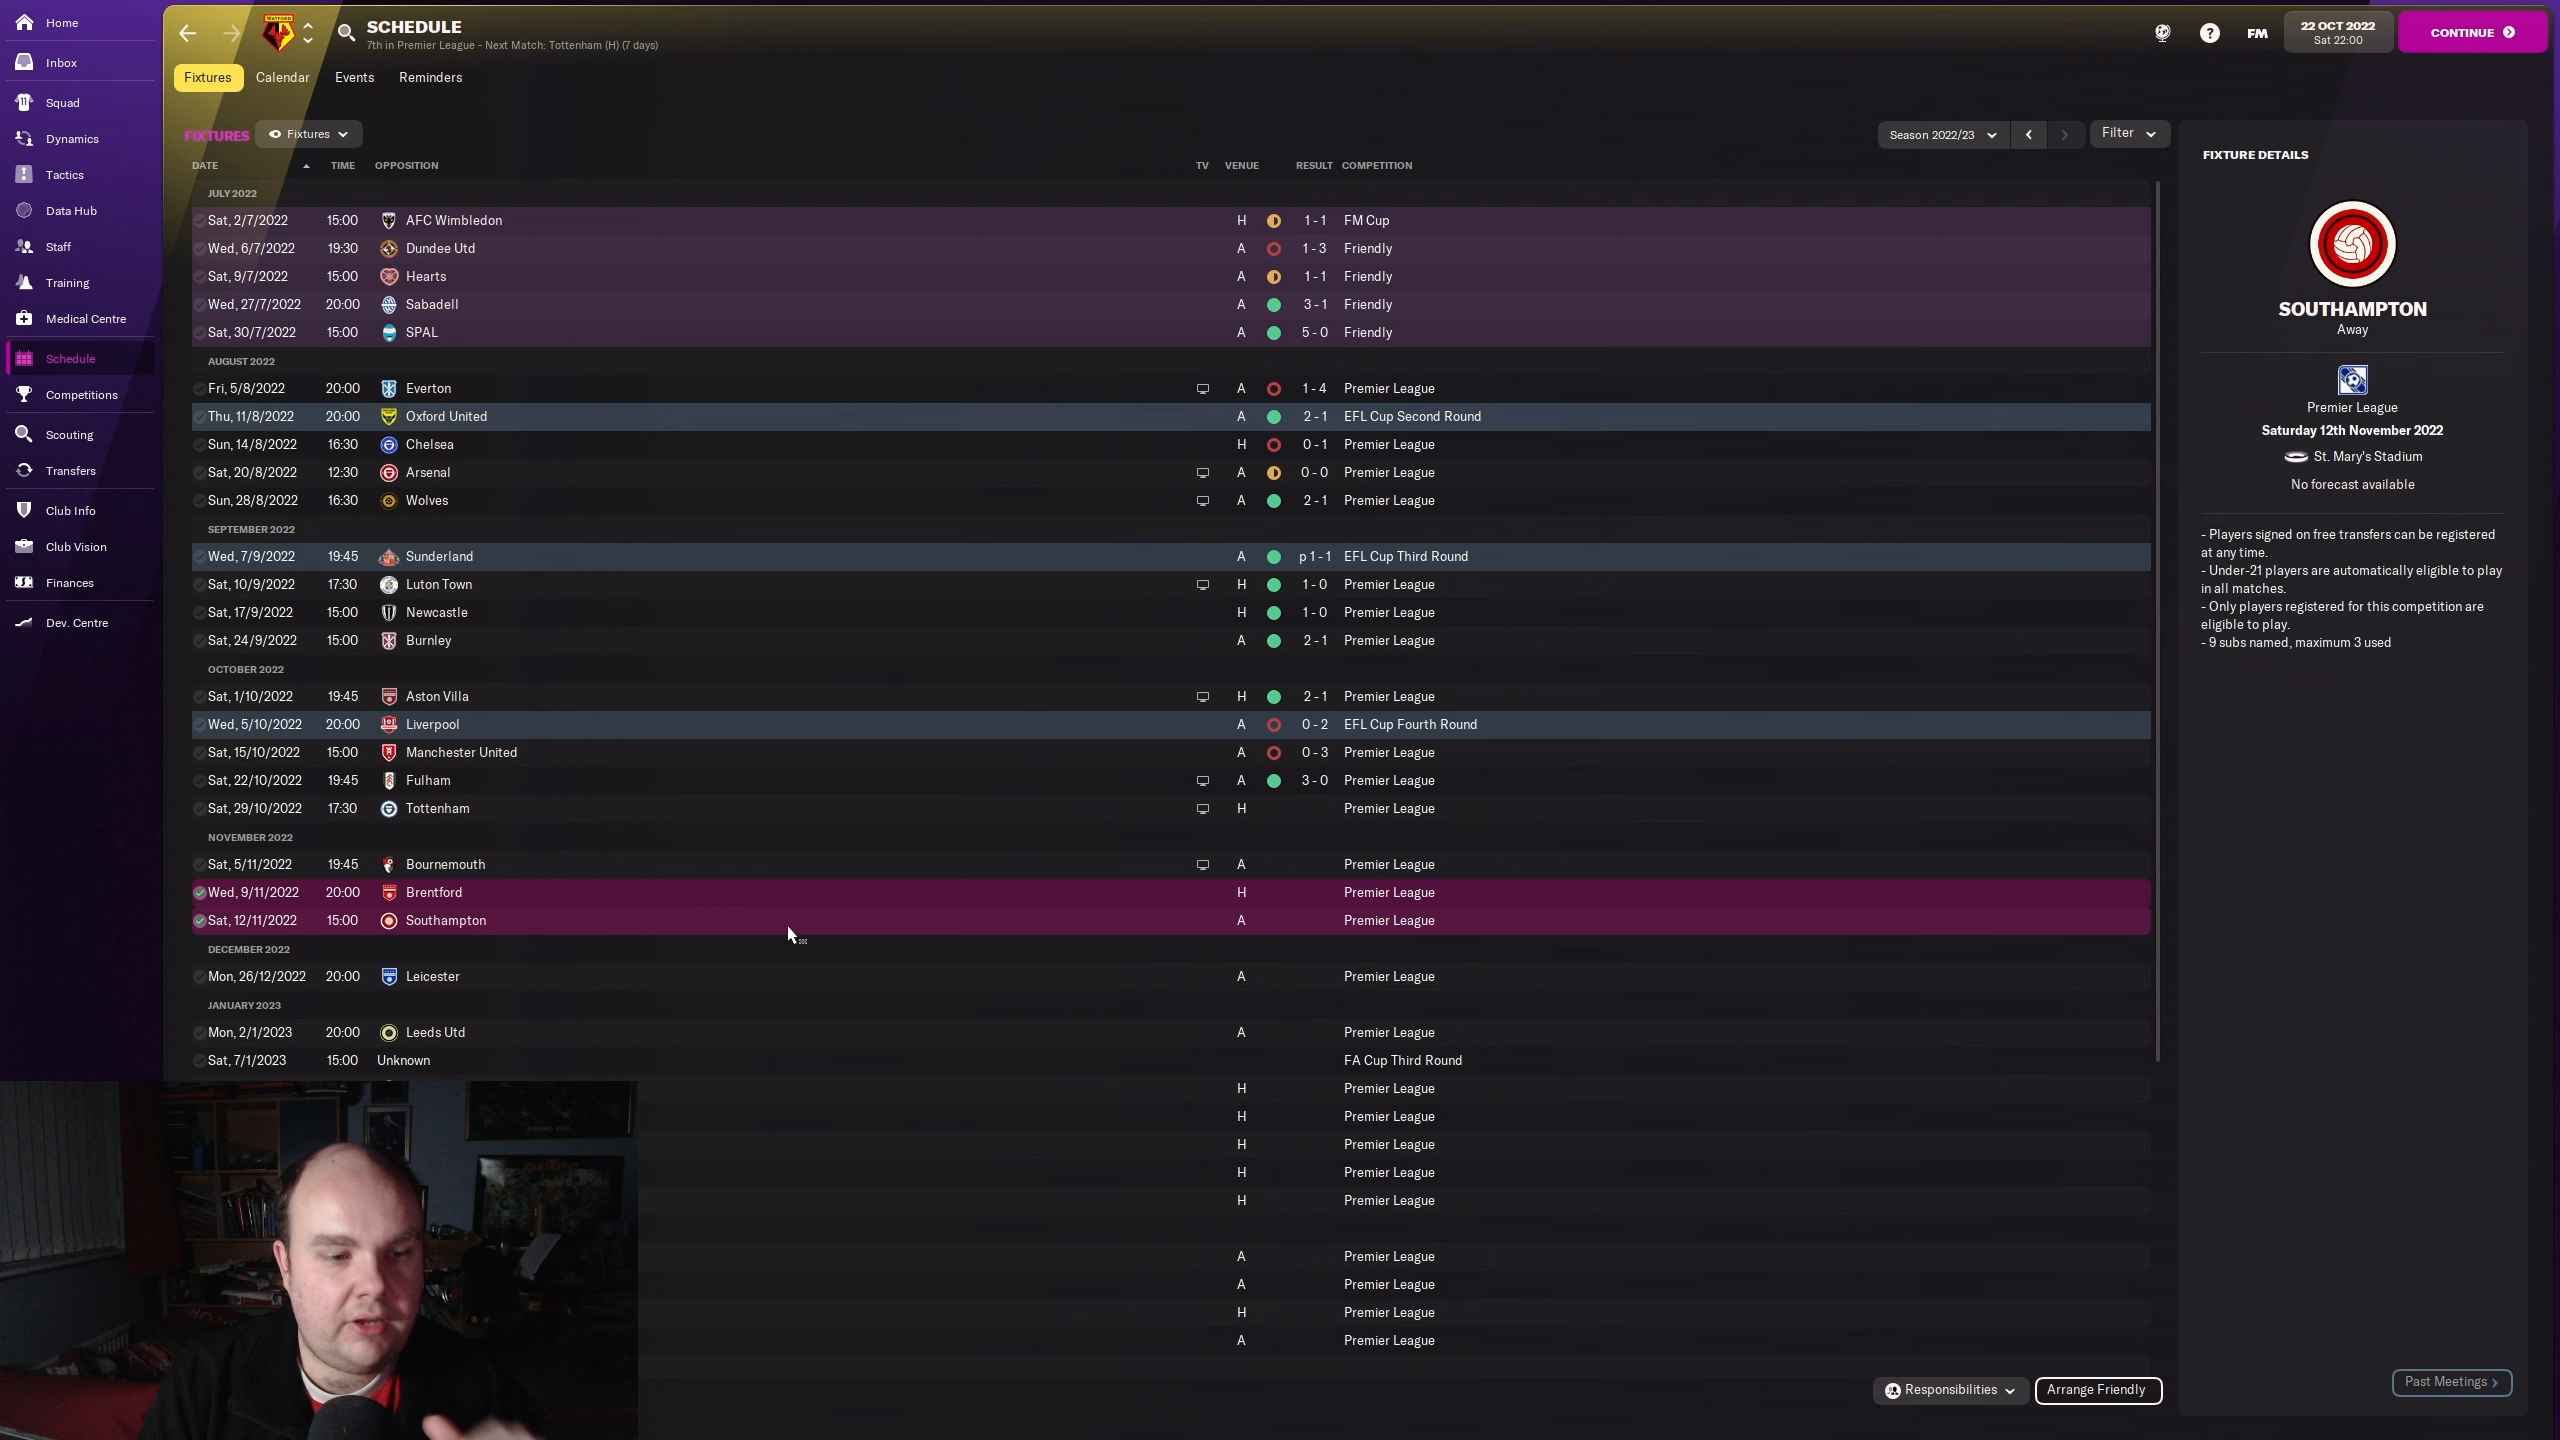 Home
Inbox
Squad
Dynamics
Tactics
Data Hub
Staff
Training
Medical Centre
Schedule
Competitions
Scouting
Transfers
Club Info
Club Vision
Finances
Dev. Centre
WATFORD
SCHEDULE
7th in Premier League - Next Match: Tottenham (H) (7 days)
? FM
22 OCT 2022
Sat 22:00
CONTINUE
Fixtures Calendar Events Reminders
FIXTURES Fixtures
Season 2022/23 Filter
DATE TIME OPPOSITION TV VENUE RESULT COMPETITION
JULY 2022
Sat, 2/7/2022 15:00 AFC Wimbledon H 1 - 1 FM Cup
Wed, 6/7/2022 19:30 Dundee Utd A 1 - 3 Friendly
Sat, 9/7/2022 15:00 Hearts A 1 - 1 Friendly
Wed, 27/7/2022 20:00 Sabadell A 3 - 1 Friendly
Sat, 30/7/2022 15:00 SPAL A 5 - 0 Friendly
AUGUST 2022
Fri, 5/8/2022 20:00 Everton A 1 - 4 Premier League
Thu, 11/8/2022 20:00 Oxford United A 2 - 1 EFL Cup Second Round
Sun, 14/8/2022 16:30 Chelsea H 0 - 1 Premier League
Sat, 20/8/2022 12:30 Arsenal A 0 - 0 Premier League
Sun, 28/8/2022 16:30 Wolves A 2 - 1 Premier League
SEPTEMBER 2022
Wed, 7/9/2022 19:45 Sunderland A p 1 - 1 EFL Cup Third Round
Sat, 10/9/2022 17:30 Luton Town H 1 - 0 Premier League
Sat, 17/9/2022 15:00 Newcastle H 1 - 0 Premier League
Sat, 24/9/2022 15:00 Burnley A 2 - 1 Premier League
OCTOBER 2022
Sat, 1/10/2022 19:45 Aston Villa H 2 - 1 Premier League
Wed, 5/10/2022 20:00 Liverpool A 0 - 2 EFL Cup Fourth Round
Sat, 15/10/2022 15:00 Manchester United A 0 - 3 Premier League
Sat, 22/10/2022 19:45 Fulham A 3 - 0 Premier League
Sat, 29/10/2022 17:30 Tottenham H Premier League
NOVEMBER 2022
Sat, 5/11/2022 19:45 Bournemouth A Premier League
Wed, 9/11/2022 20:00 Brentford H Premier League
Sat, 12/11/2022 15:00 Southampton A Premier League
DECEMBER 2022
Mon, 26/12/2022 20:00 Leicester A Premier League
JANUARY 2023
Mon, 2/1/2023 20:00 Leeds Utd A Premier League
Sat, 7/1/2023 15:00 Unknown FA Cup Third Round
H Premier League
H Premier League
H Premier League
H Premier League
H Premier League
A Premier League
A Premier League
H Premier League
A Premier League
Responsibilities Arrange Friendly
FIXTURE DETAILS
SOUTHAMPTON
Away
Premier League
Saturday 12th November 2022
St. Mary's Stadium
No forecast available
- Players signed on free transfers can be registered
at any time.
- Under-21 players are automatically eligible to play
in all matches.
- Only players registered for this competition are
eligible to play.
- 9 subs named, maximum 3 used
Past Meetings